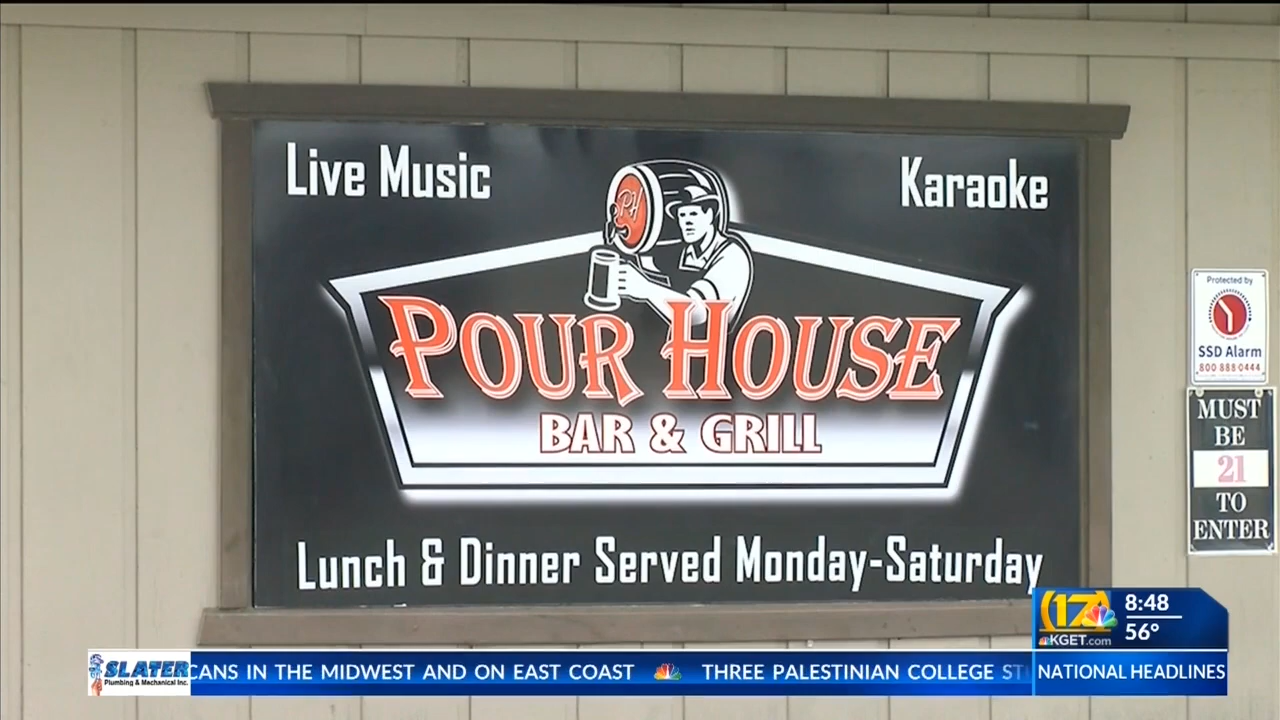 Live Music
Karaoke
PH
POUR HOUSE
BAR & GRILL
Lunch & Dinner Served Monday-Saturday
Protected by
SSD Alarm
800 888 0444
MUST
BE
21
TO
ENTER
17
8:48
KGET.com
56°
SLATER
Plumbing & Mechanical Inc.
CANS IN THE MIDWEST AND ON EAST COAST
THREE PALESTINIAN COLLEGE ST
NATIONAL HEADLINES